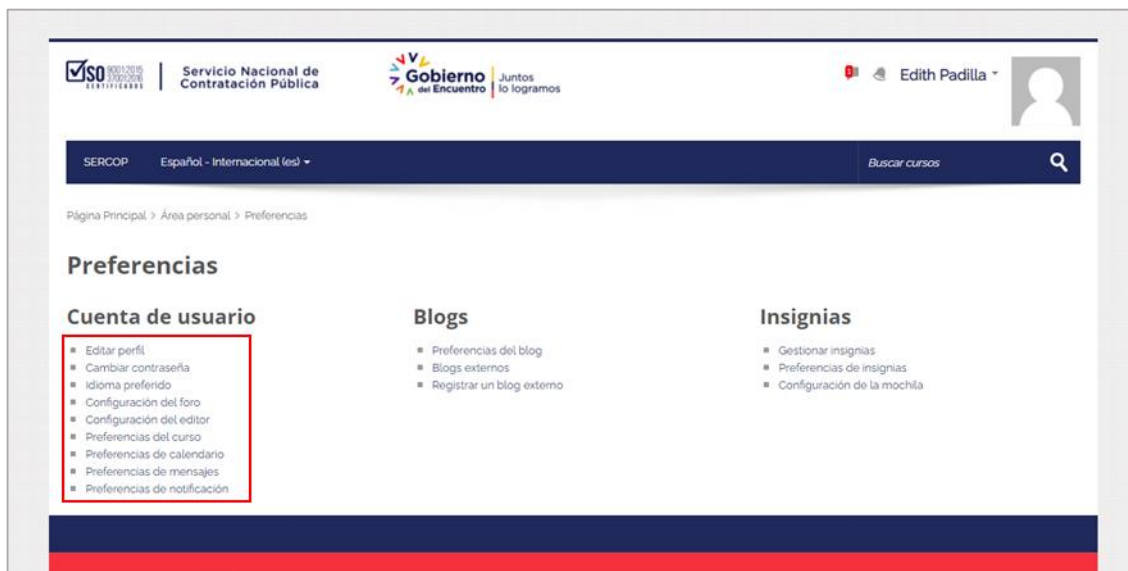 ISO 9001:2015
37001:2016
CERTIFICADOS
Servicio Nacional de
Contratación Pública
Gobierno
del Encuentro
Juntos
lo logramos
1
Edith Padilla
SERCOP Español - Internacional (es)
Buscar cursos
Página Principal > Área personal > Preferencias
Preferencias
Cuenta de usuario
Editar perfil
Cambiar contraseña
Idioma preferido
Configuración del foro
Configuración del editor
Preferencias del curso
Preferencias de calendario
Preferencias de mensajes
Preferencias de notificación
Blogs
Preferencias del blog
Blogs externos
Registrar un blog externo
Insignias
Gestionar insignias
Preferencias de insignias
Configuración de la mochila